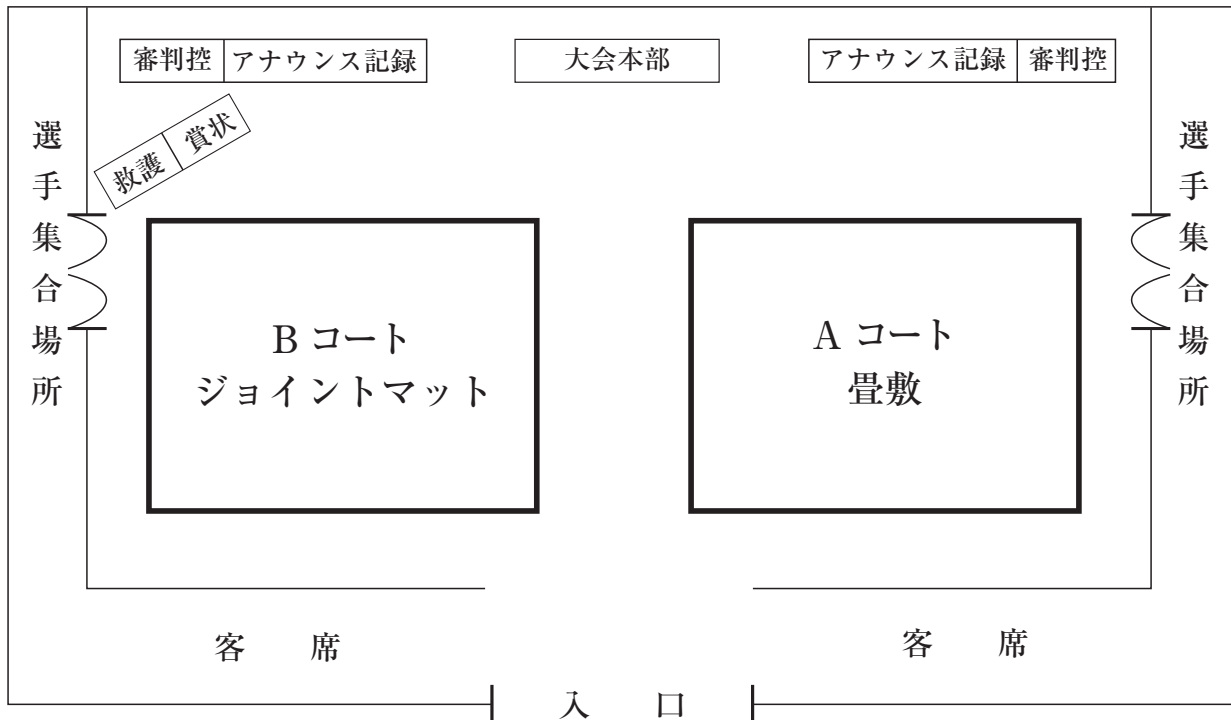 審判控 アナウンス記録
大会本部
アナウンス記録 審判控
救護 賞状
選手集合場所
選手集合場所
B コート
ジョイントマット
A コート
畳敷
客 席
客 席
入 口